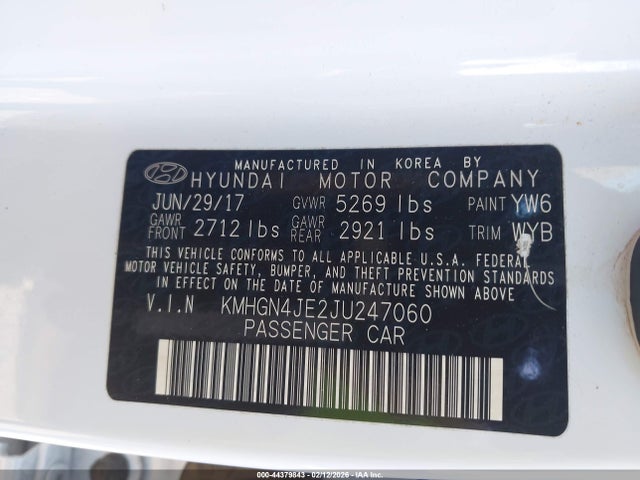 MANUFACTURED IN KOREA BY
HYUNDAI MOTOR COMPANY
JUN/29/17 GVWR 5269 lbs PAINT YW6
GAWR FRONT 2712 lbs GAWR REAR 2921 lbs TRIM WYB
THIS VEHICLE CONFORMS TO ALL APPLICABLE U.S.A. FEDERAL
MOTOR VEHICLE SAFETY, BUMPER, AND THEFT PREVENTION STANDARDS
IN EFFECT ON THE DATE OF MANUFACTURE SHOWN ABOVE
V.I.N KMHGN4JE2JU247060
PASSENGER CAR
000-44379843 - 02/12/2026 - IAA Inc.